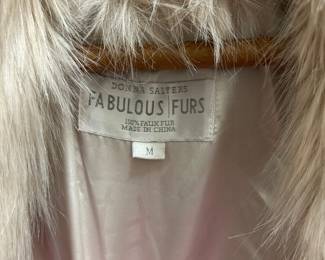 DONNA SALYERS'
FABULOUS|FURS
100% FAUX FUR
MADE IN CHINA
M